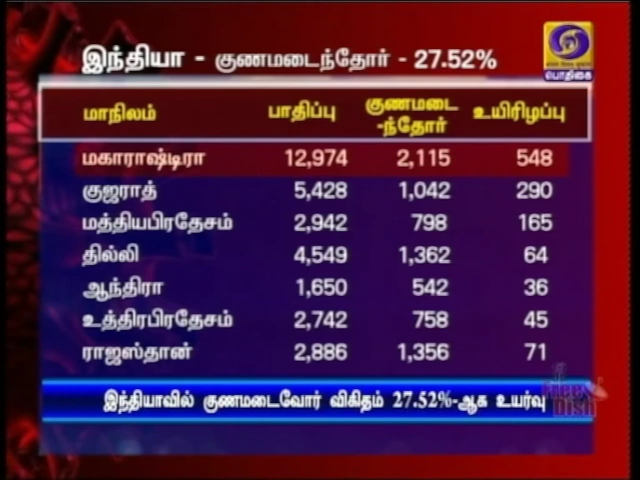 இந்தியா - குணமடைந்தோர் - 27.52%
பொதிகை
மாநிலம் பாதிப்பு குணமடை -ந்தோர் உயிரிழப்பு
மகாராஷ்டிரா 12,974 2,115 548
குஜராத் 5,428 1,042 290
மத்தியபிரதேசம் 2,942 798 165
தில்லி 4,549 1,362 64
ஆந்திரா 1,650 542 36
உத்திரபிரதேசம் 2,742 758 45
ராஜஸ்தான் 2,886 1,356 71
இந்தியாவில் குணமடைவோர் விகிதம் 27.52%-ஆக உயர்வு
Free
Dish